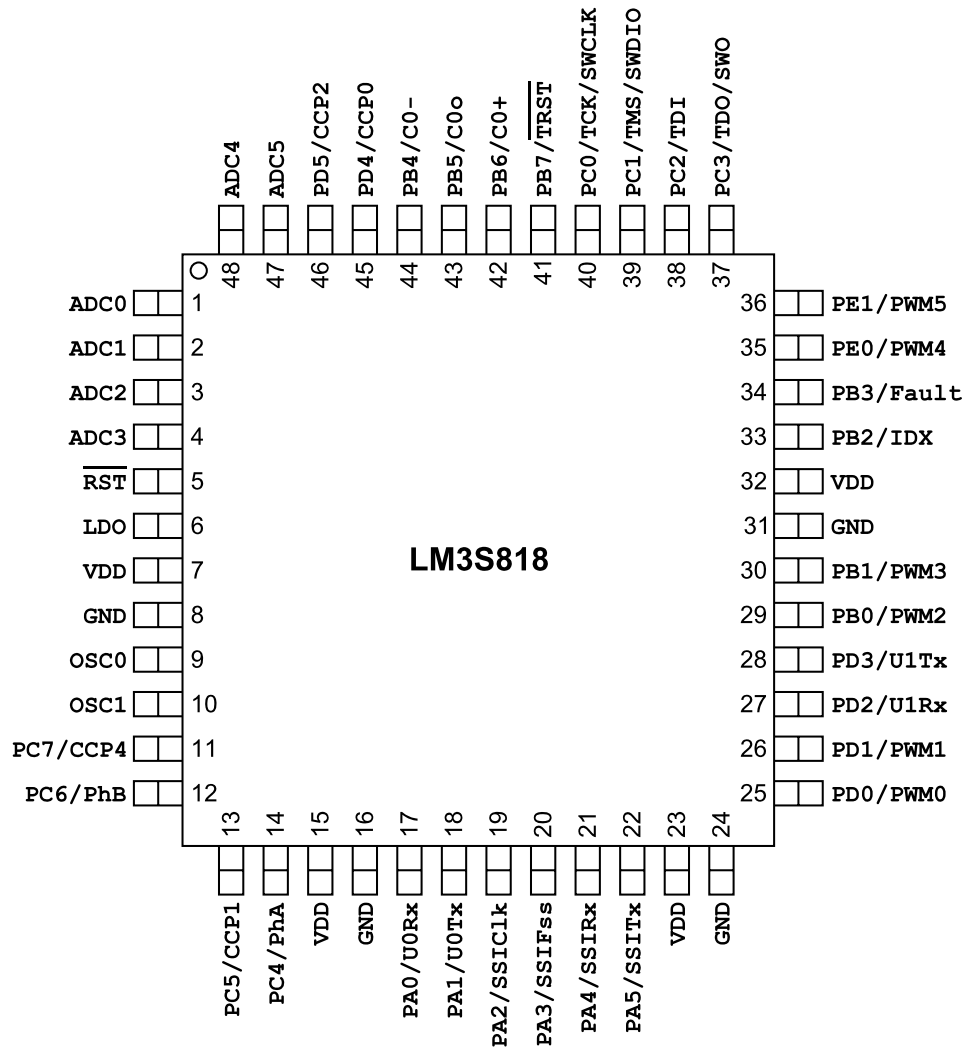 ADC4
ADC5
PD5/CCP2
PD4/CCP0
PB4/C0-
PB5/C0o
PB6/C0+
PB7/TRST
PC0/TCK/SWCLK
PC1/TMS/SWDIO
PC2/TDI
PC3/TDO/SWO
48
47
46
45
44
43
42
41
40
39
38
37
ADC0 1
ADC1 2
ADC2 3
ADC3 4
RST 5
LDO 6
VDD 7
GND 8
OSC0 9
OSC1 10
PC7/CCP4 11
PC6/PhB 12
LM3S818
36 PE1/PWM5
35 PE0/PWM4
34 PB3/Fault
33 PB2/IDX
32 VDD
31 GND
30 PB1/PWM3
29 PB0/PWM2
28 PD3/U1Tx
27 PD2/U1Rx
26 PD1/PWM1
25 PD0/PWM0
13
14
15
16
17
18
19
20
21
22
23
24
PC5/CCP1
PC4/PhA
VDD
GND
PA0/U0Rx
PA1/U0Tx
PA2/SSIClk
PA3/SSIFss
PA4/SSIRx
PA5/SSITx
VDD
GND